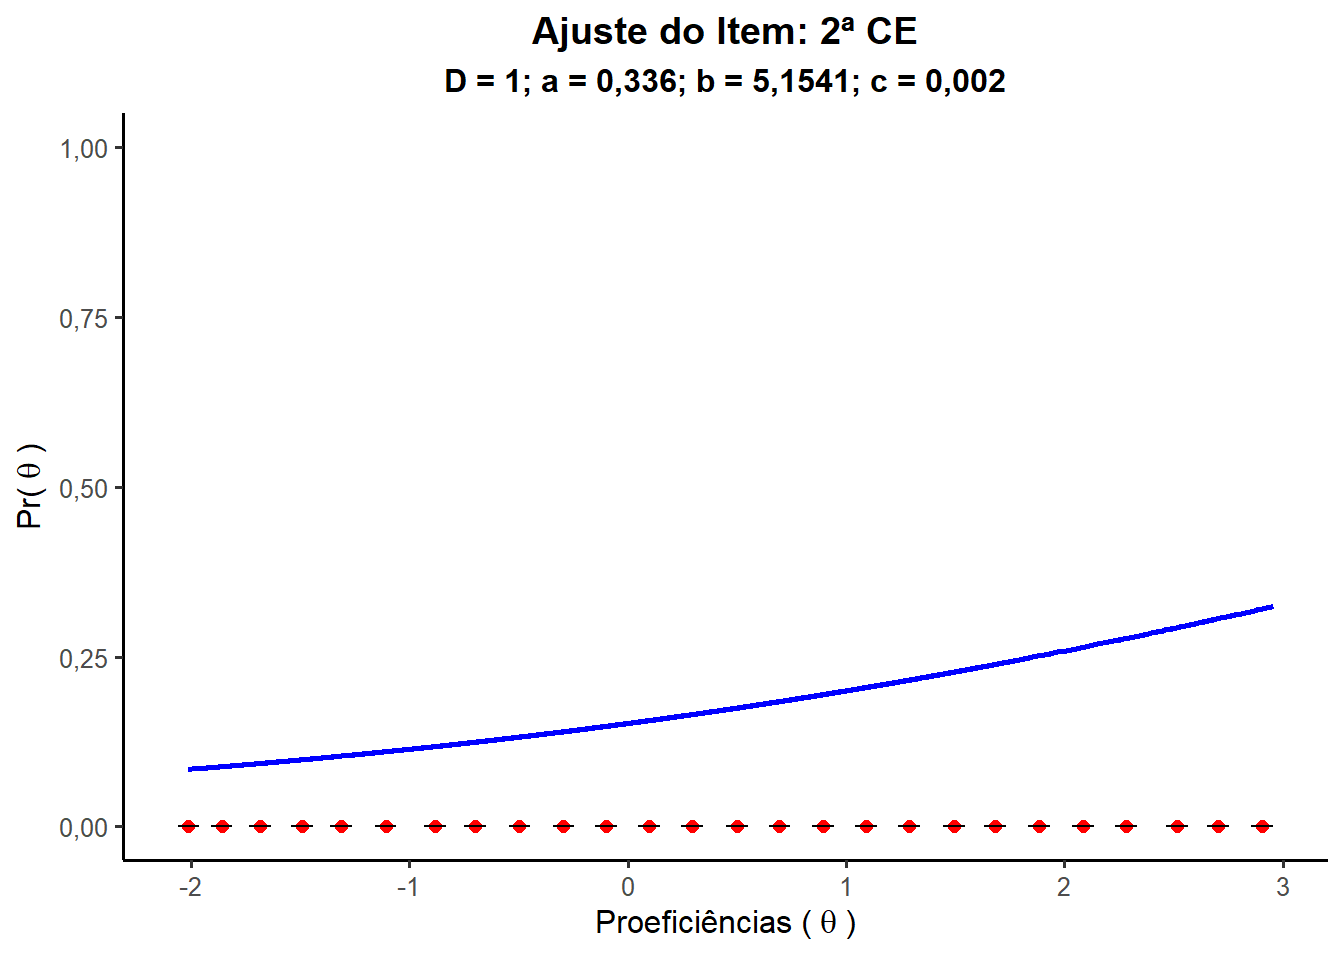 Ajuste do Item: 2ª CE
D = 1; a = 0,336; b = 5,1541; c = 0,002
1,00
0,75
0,50
0,25
0,00
Pr( θ )
-2 -1 0 1 2 3
Proeficiências ( θ )